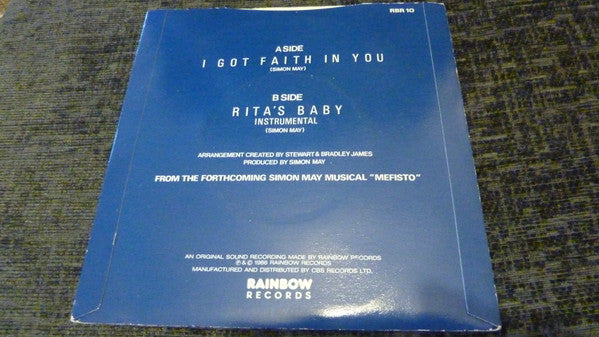 RBR 10
A SIDE
I GOT FAITH IN YOU
(SIMON MAY)
B SIDE
RITA'S BABY
INSTRUMENTAL
(SIMON MAY)
ARRANGEMENT CREATED BY STEWART & BRADLEY JAMES
PRODUCED BY SIMON MAY
FROM THE FORTHCOMING SIMON MAY MUSICAL "MEFISTO"
AN ORIGINAL SOUND RECORDING MADE BY RAINBOW RECORDS
℗ & © 1986 RAINBOW RECORDS
MANUFACTURED AND DISTRIBUTED BY CBS RECORDS LTD.
RAINBOW
RECORDS